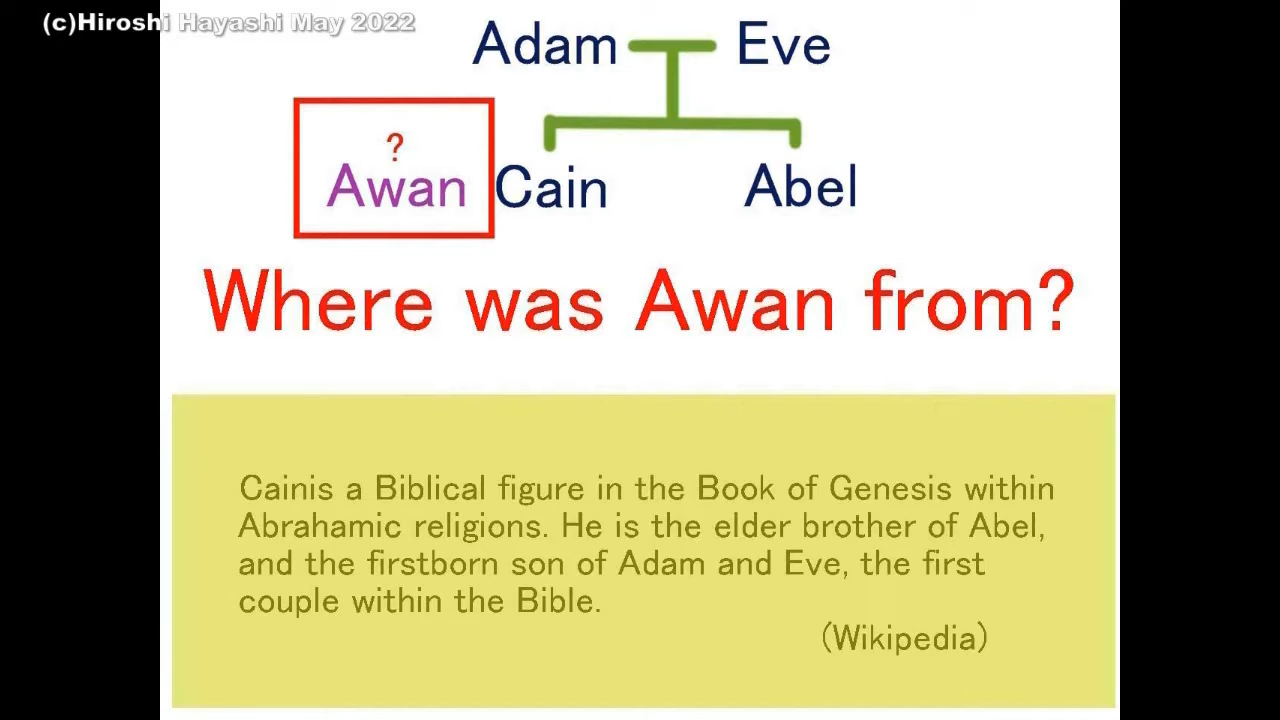 (c)Hiroshi Hayashi May 2022
Adam Eve
?
Awan Cain Abel
Where was Awan from?
Cainis a Biblical figure in the Book of Genesis within
Abrahamic religions. He is the elder brother of Abel,
and the firstborn son of Adam and Eve, the first
couple within the Bible.
(Wikipedia)